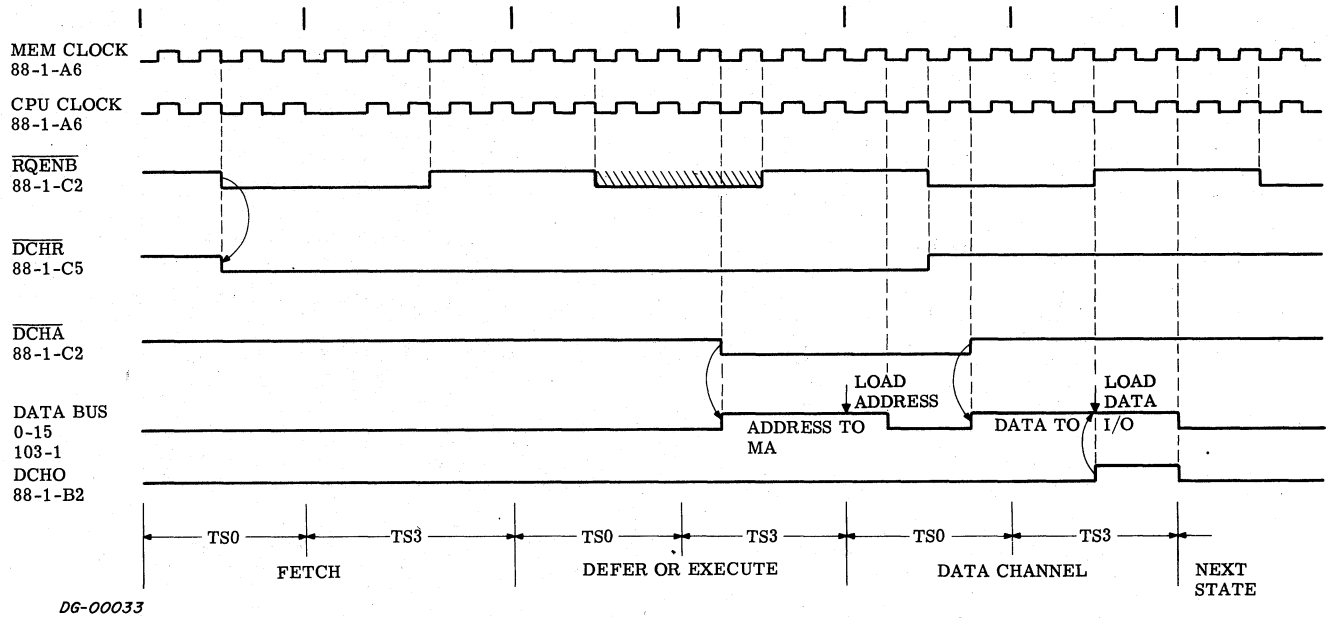 MEM CLOCK
88-1-A6
CPU CLOCK
88-1-A6
RQENB
88-1-C2
DCHR
88-1-C5
DCHA
88-1-C2
LOAD ADDRESS
LOAD DATA
DATA BUS
0-15
103-1
ADDRESS TO
MA
DATA TO I/O
DCHO
88-1-B2
TS0 TS3 TS0 TS3 TS0 TS3
FETCH DEFER OR EXECUTE DATA CHANNEL NEXT STATE
DG-00033